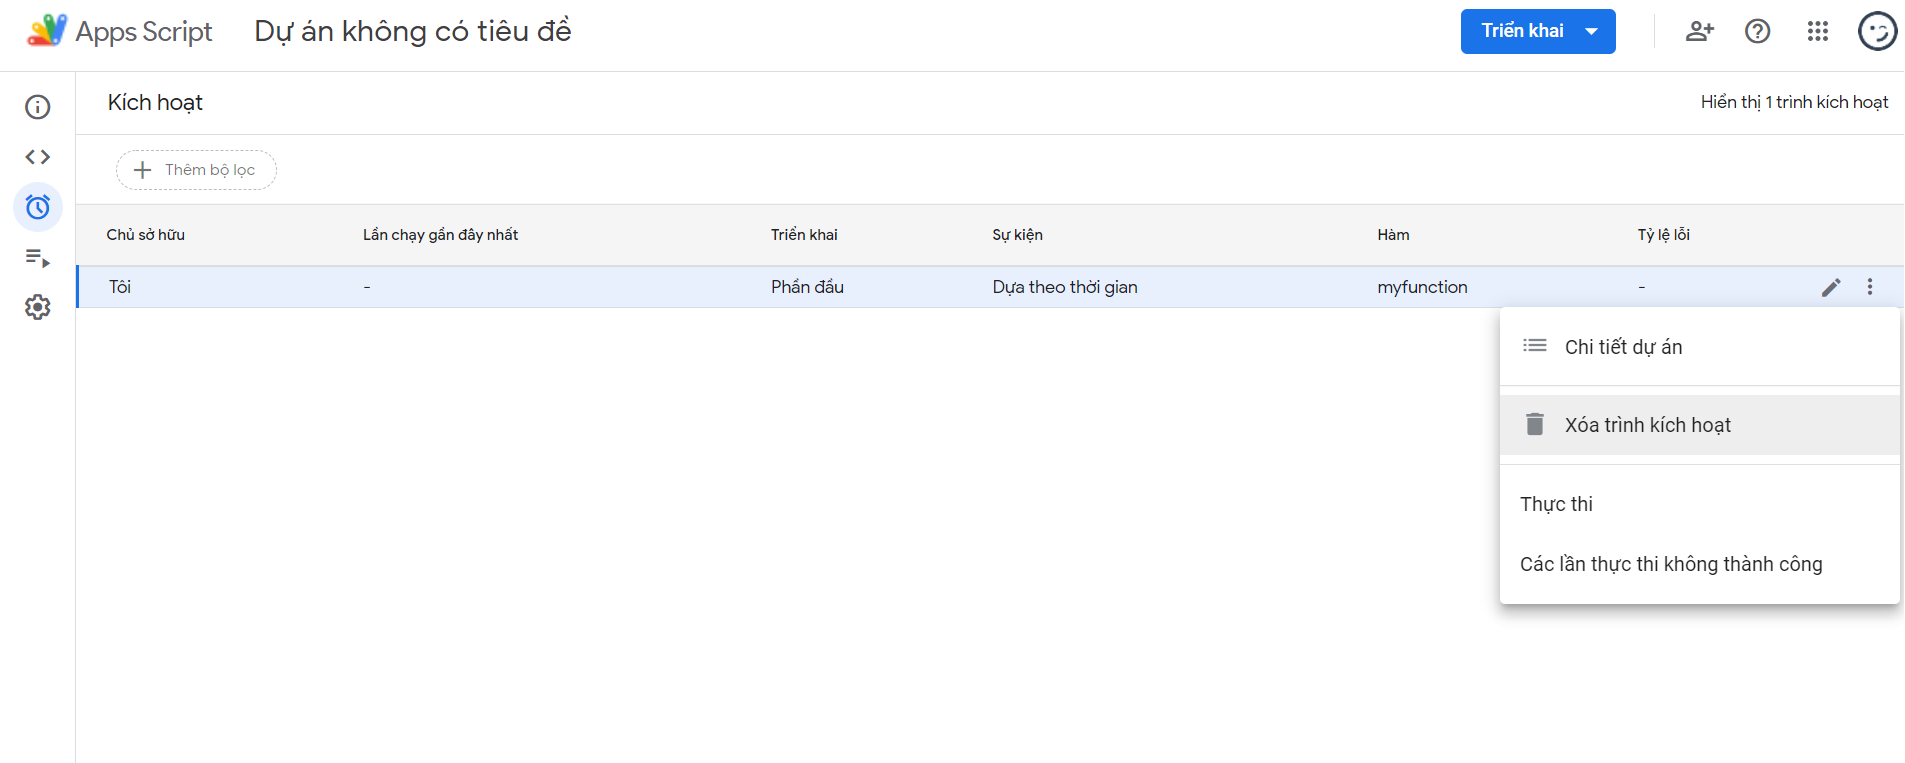 Apps Script Dự án không có tiêu đề Triển khai
Kích hoạt Hiển thị 1 trình kích hoạt
Thêm bộ lọc
Chủ sở hữu Lần chạy gần đây nhất Triển khai Sự kiện Hàm Tỷ lệ lỗi
Tôi - Phần đầu Dựa theo thời gian myfunction -
Chi tiết dự án
Xóa trình kích hoạt
Thực thi
Các lần thực thi không thành công